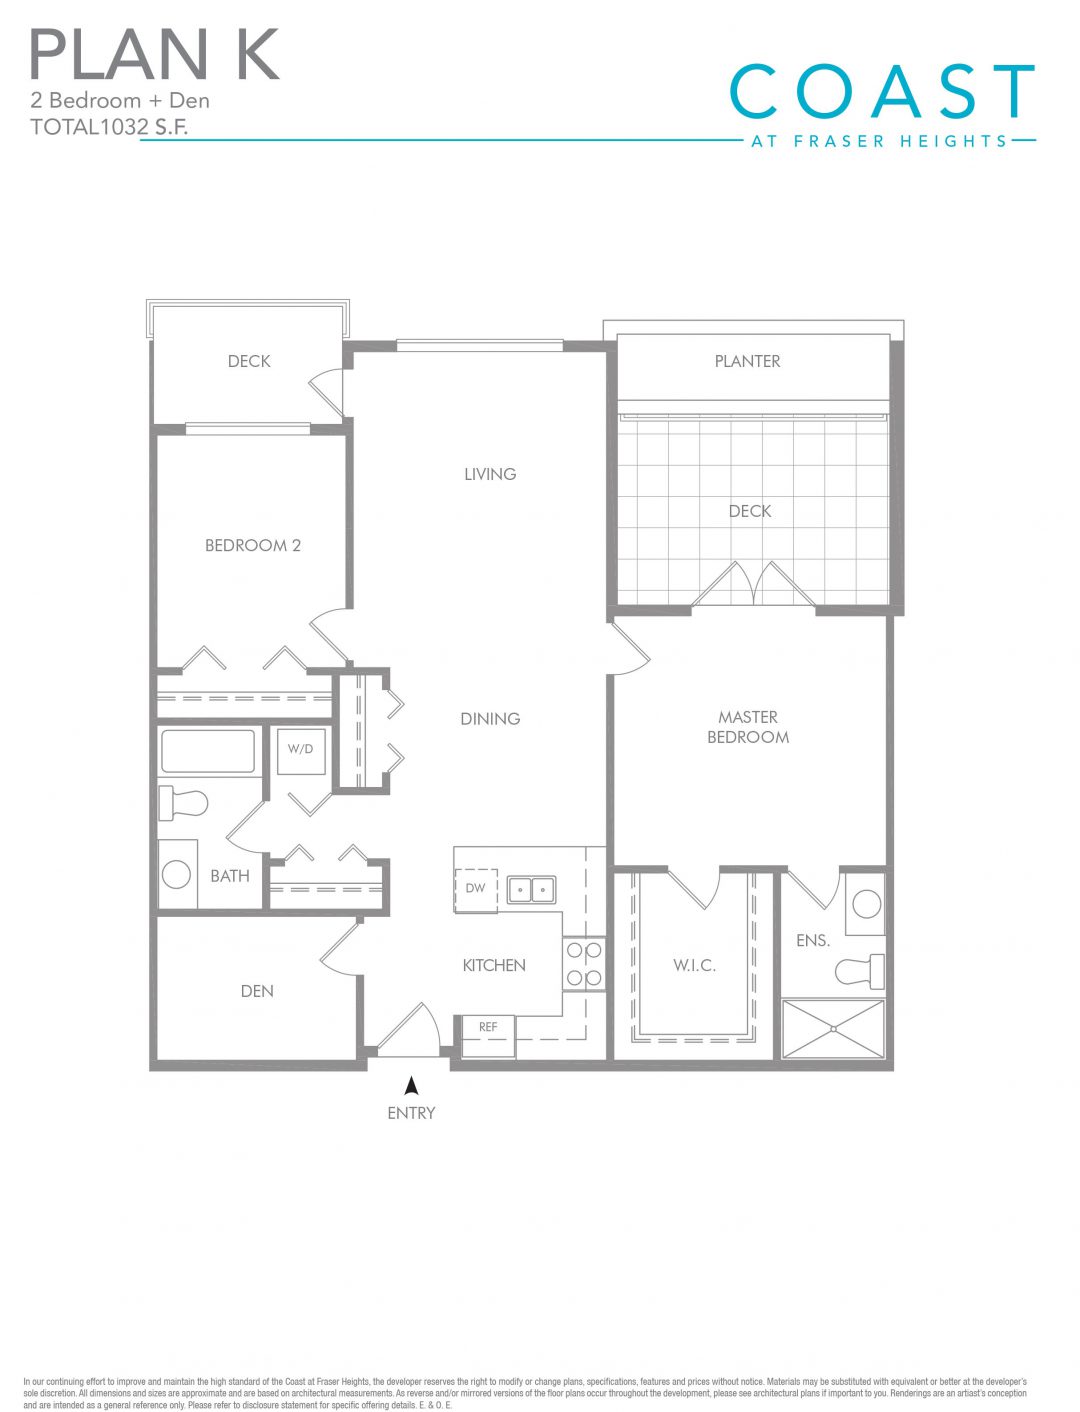 PLAN K
2 Bedroom + Den
TOTAL1032 S.F.
COAST
AT FRASER HEIGHTS
DECK
PLANTER
LIVING
DECK
BEDROOM 2
MASTER
BEDROOM
DINING
W/D
BATH
DW
ENS.
KITCHEN
W.I.C.
DEN
REF
ENTRY
In our continuing effort to improve and maintain the high standard of the Coast at Fraser Heights, the developer reserves the right to modify or change plans, specifications, features and prices without notice. Materials may be substituted with equivalent or better at the developer's
sole discretion. All dimensions and sizes are approximate and are based on architectural measurements. As reverse and/or mirrored versions of the floor plans occur throughout the development, please see architectural plans if important to you. Renderings are an artiast's conception
and are intended as a general reference only. Please refer to disclosure statement for specific offering details. E. & O. E.